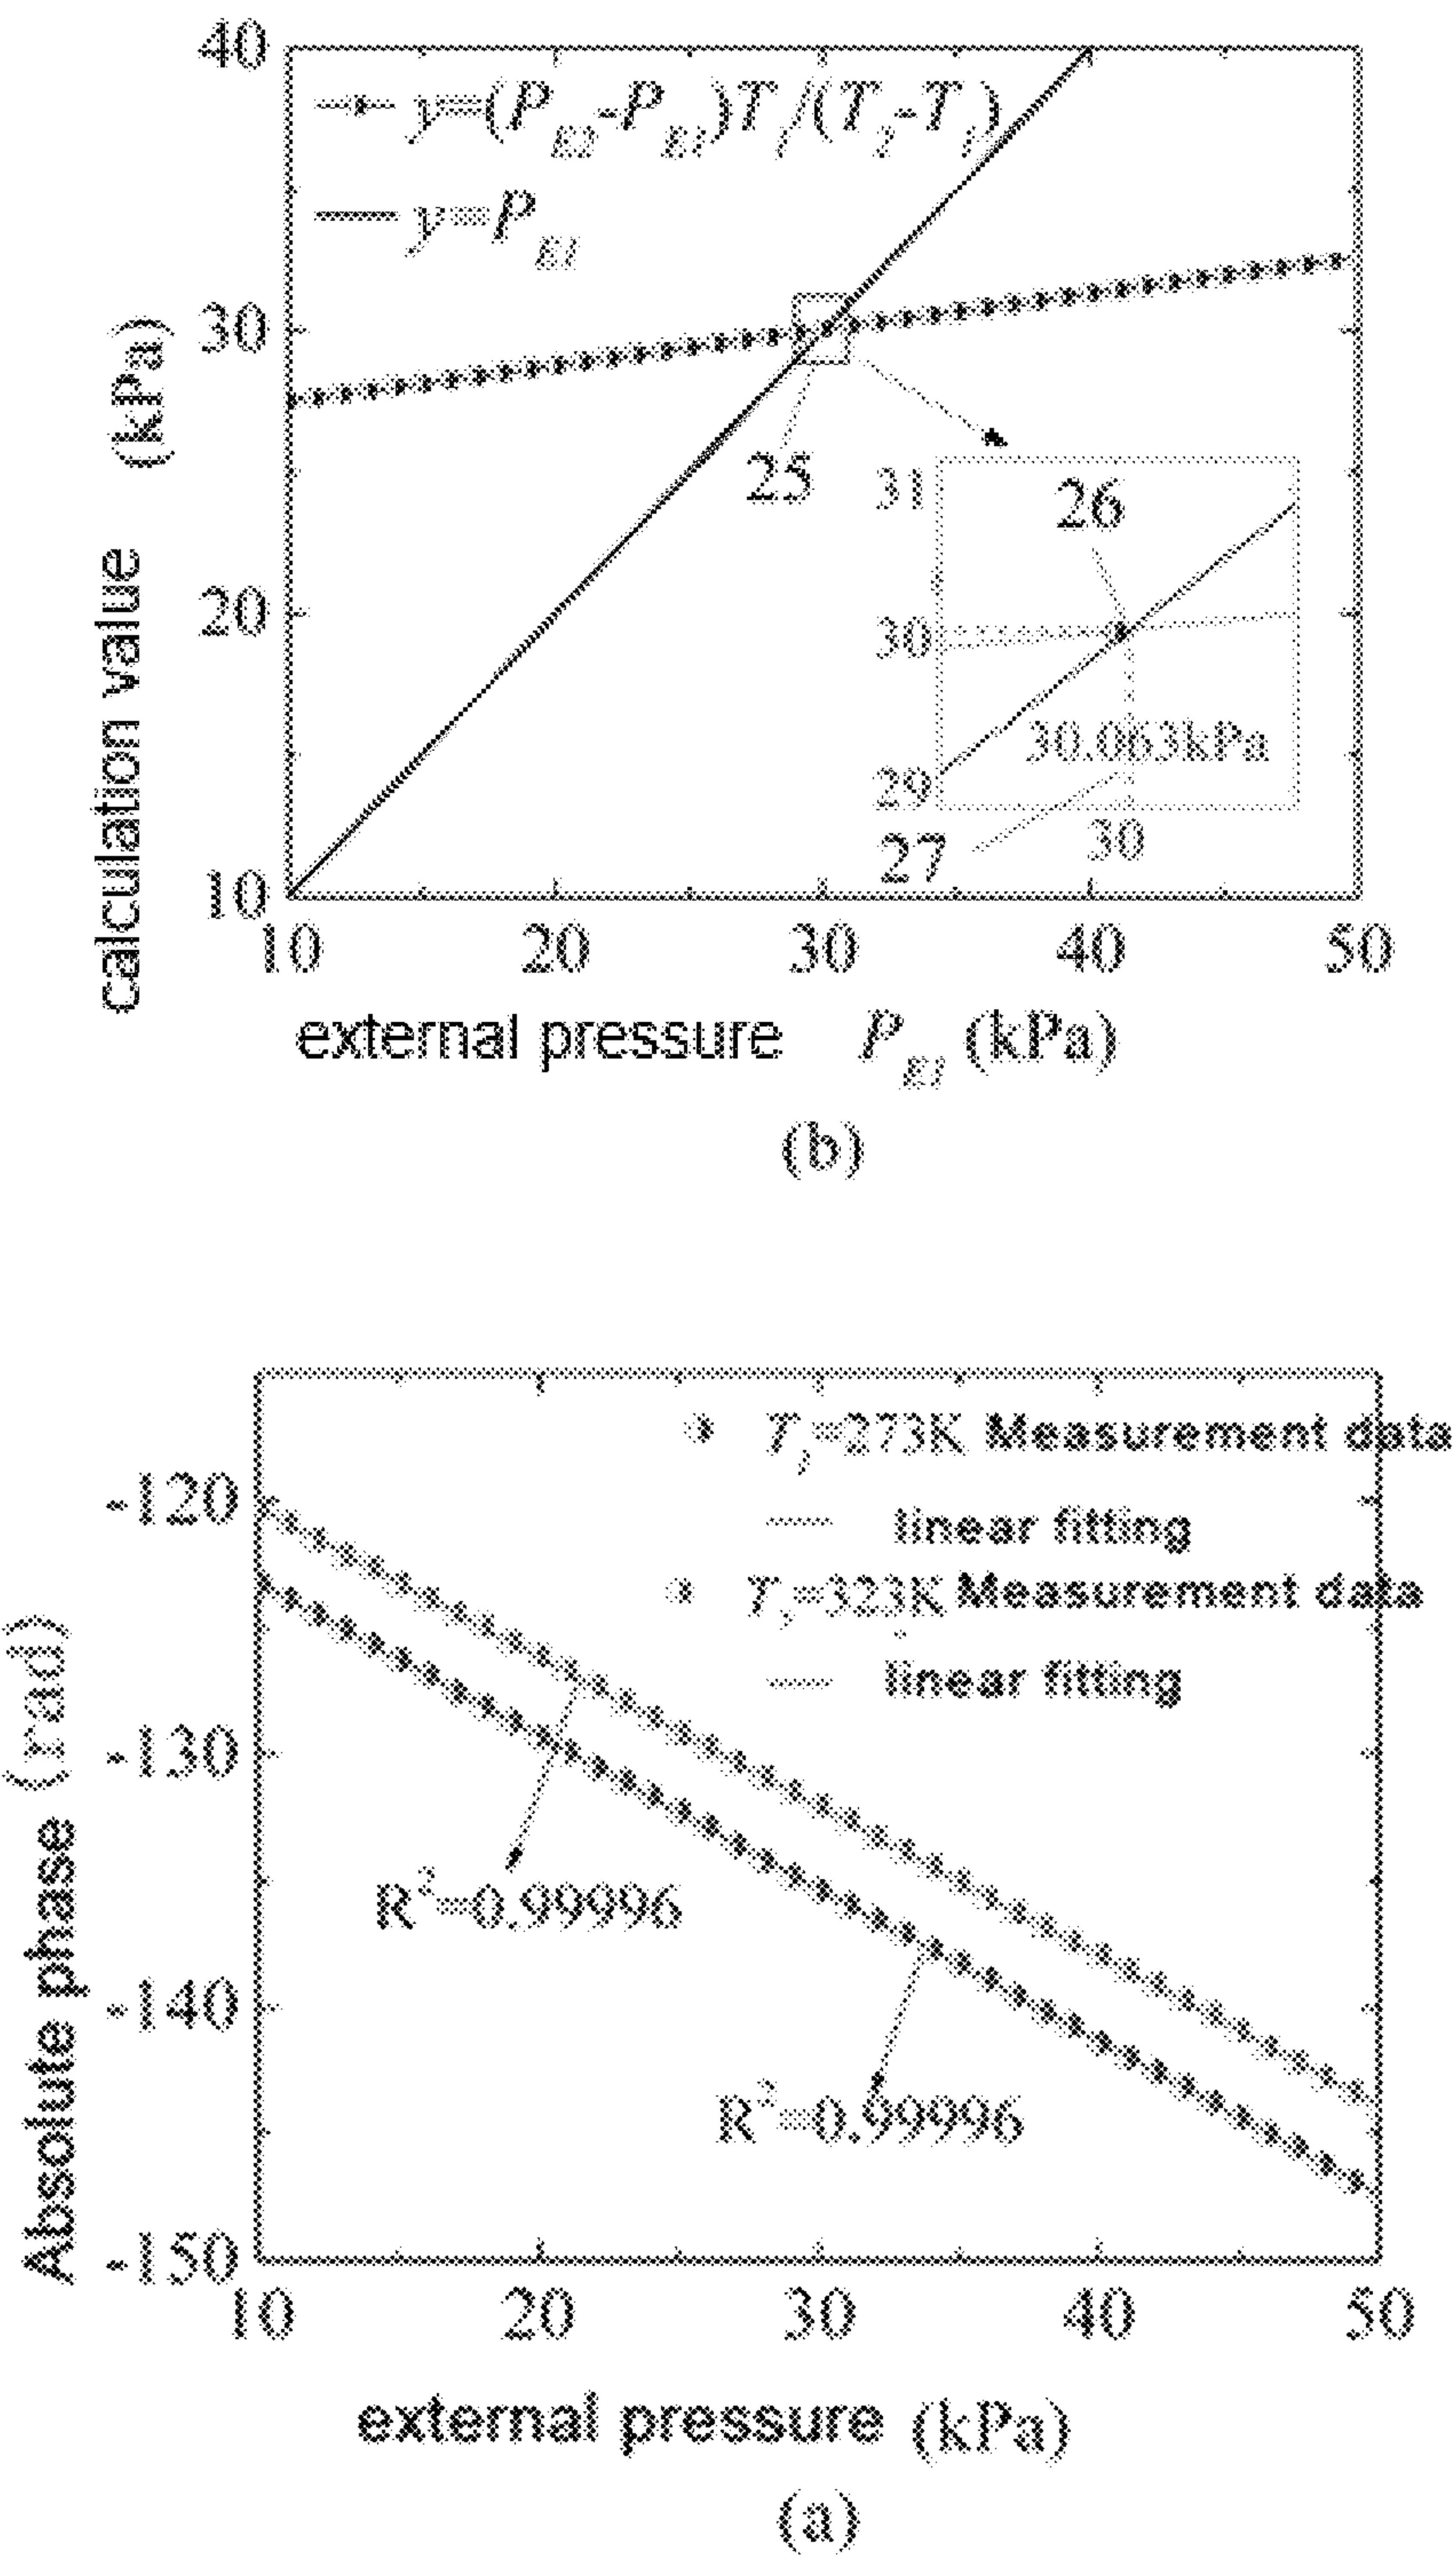 40
y=(P_E2-P_E1)T_1/(T_2-T_1)
y=P_E1
30
20
10
calculation value (kPa)
25
31
26
30
30.063kPa
29
27
30
10 20 30 40 50
external pressure P_E1 (kPa)
(b)
T_1=273K Measurement data
-120
linear fitting
T_2=323K Measurement data
linear fitting
-130
R²=0.99996
-140
R²=0.99996
-150
Absolute phase (rad)
10 20 30 40 50
external pressure (kPa)
(a)